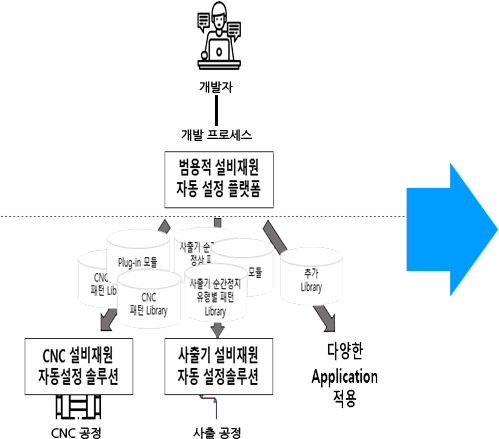 개발자
개발 프로세스
범용적 설비재원
자동 설정 플랫폼
사출기 순간
정상 패
Plug-in 모듈
모듈
CNC
패턴 Lib
CNC
패턴 Library
사출기 순간정지
유형별 패턴
Library
추가
Library
CNC 설비재원
자동설정 솔루션
사출기 설비재원
자동 설정솔루션
다양한
Application
적용
CNC 공정
사출 공정